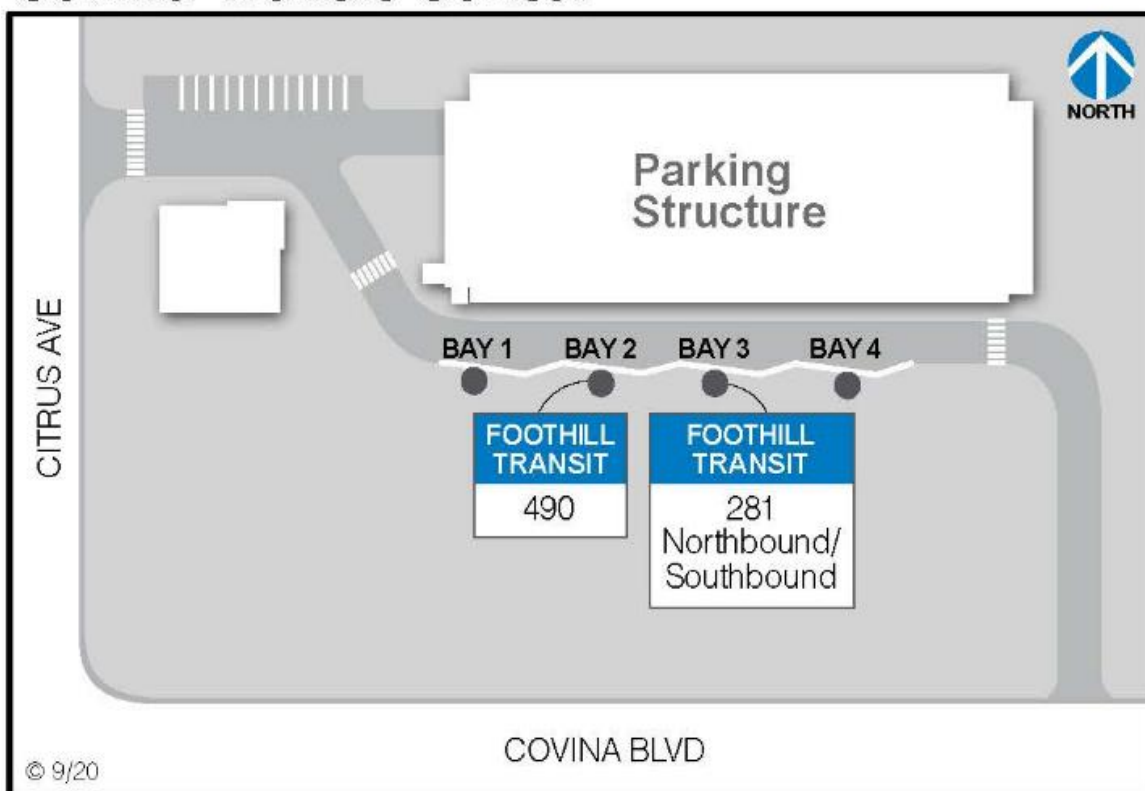 NORTH
Parking
Structure
CITRUS AVE
BAY 1 BAY 2 BAY 3 BAY 4
FOOTHILL
TRANSIT
490
FOOTHILL
TRANSIT
281
Northbound/
Southbound
COVINA BLVD
© 9/20